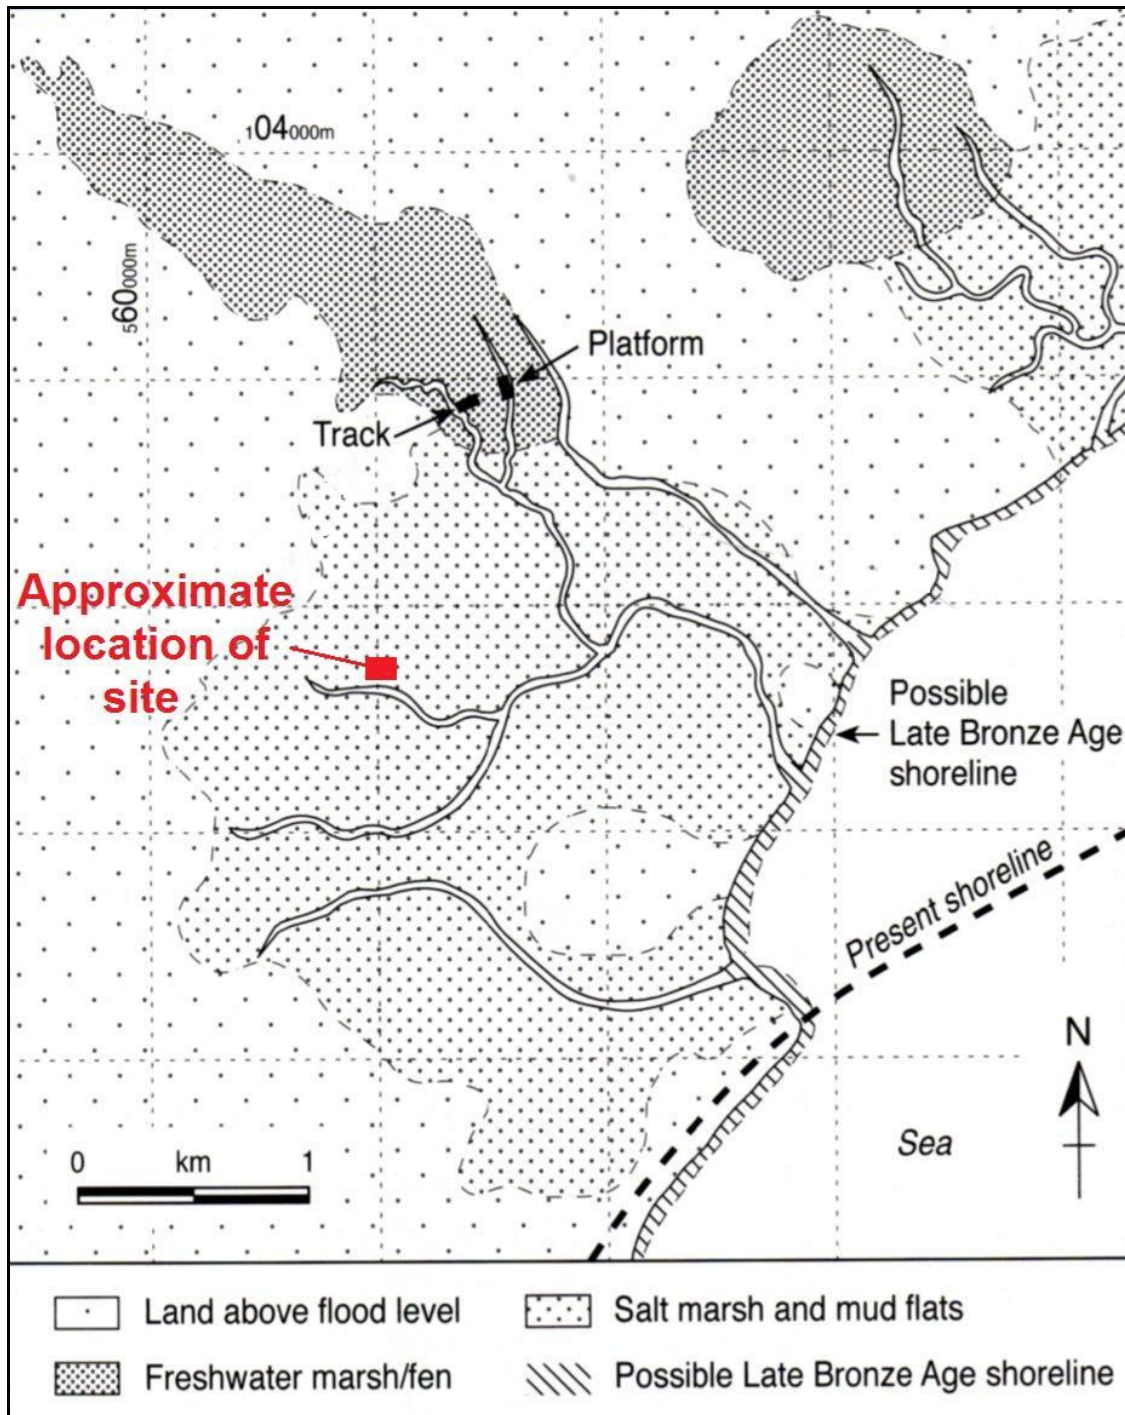 ₁04000m
₅60000m
Platform
Track
Approximate
location of
site
Possible
Late Bronze Age
shoreline
Present shoreline
N
Sea
0 km 1
Land above flood level
Salt marsh and mud flats
Freshwater marsh/fen
Possible Late Bronze Age shoreline